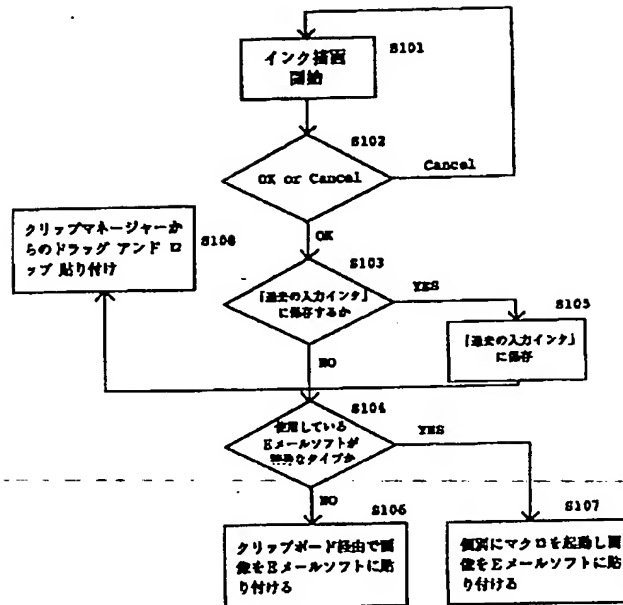 インク描画
開始
S101
S102
OK or Cancel
Cancel
OK
クリップマネージャーか
らのドラッグ アンド ロ
ップ 貼り付け
S108
S103
「過去の入力インク」
に保存するか
YES
S105
「過去の入力インク」
に保存
NO
S104
使用している
Eメールソフトが
特殊なタイプか
YES
NO
S106
クリップボード経由で画
像をEメールソフトに貼
り付ける
S107
個別にマクロを起動し画
像をEメールソフトに貼
り付ける